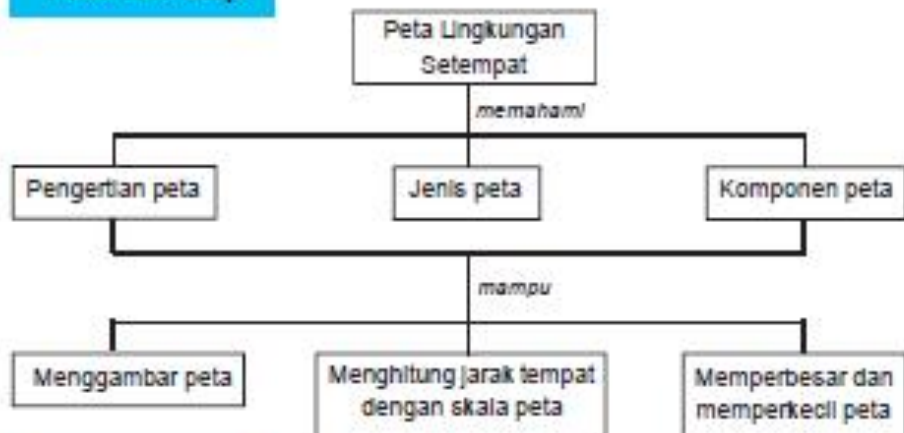 Peta Lingkungan
Setempat
memahami
Pengertian peta
Jenis peta
Komponen peta
mampu
Menggambar peta
Menghitung jarak tempat
dengan skala peta
Memperbesar dan
memperkecil peta